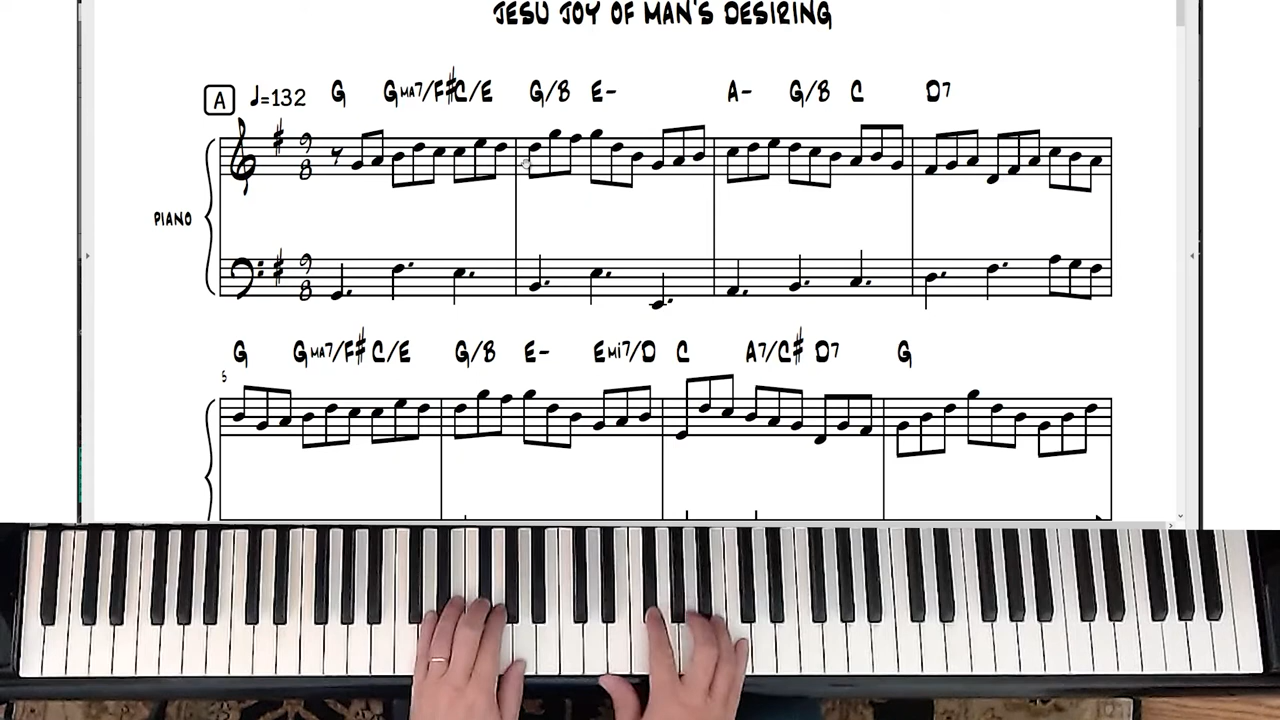 JESU JOY OF MAN'S DESIRING
A ♩=132 G GMA7/F# C/E G/B E- A- G/B C D7
9 8
PIANO
9 8
G GMA7/F# C/E G/B E- EMI7/D C A7/C# D7 G
5